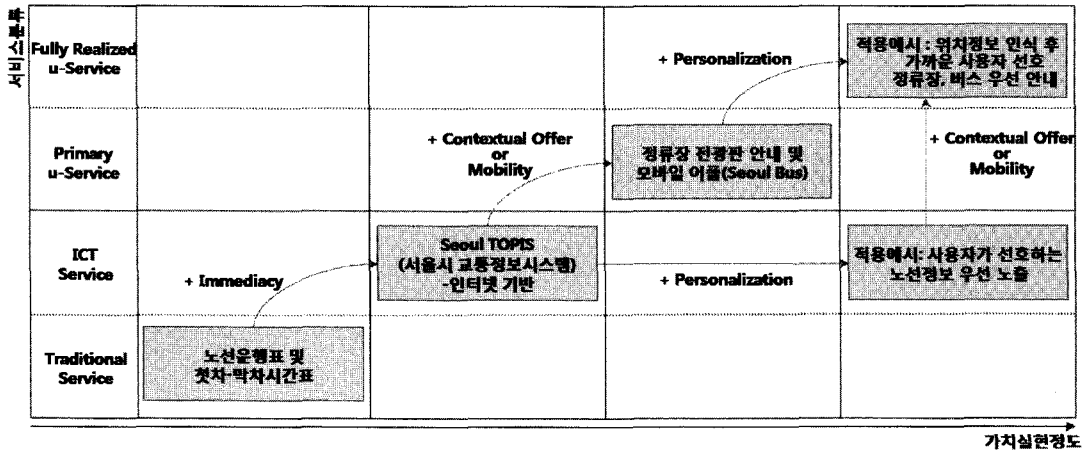 서비스분류
Fully Realized
u-Service
+ Personalization
적용예시 : 위치정보 인식 후
가까운 사용자 선호
정류장, 버스 우선 안내
Primary
u-Service
+ Contextual Offer
or
Mobility
정류장 전광판 안내 및
모바일 어플(Seoul Bus)
+ Contextual Offer
or
Mobility
ICT
Service
+ Immediacy
Seoul TOPIS
(서울시 교통정보시스템)
-인터넷 기반
+ Personalization
적용예시: 사용자가 선호하는
노선정보 우선 노출
Traditional
Service
노선운행표 및
첫차-막차시간표
가치실현정도